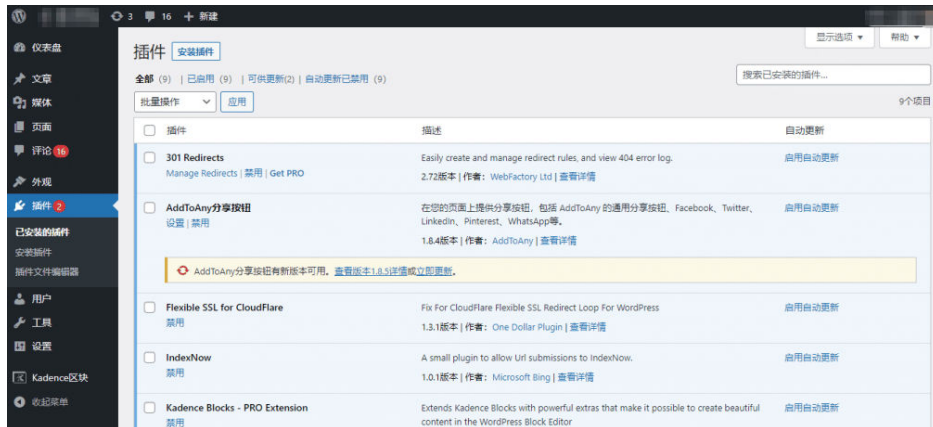 3 16 新建
显示选项 帮助
仪表盘
文章
媒体
页面
评论 16
外观
插件 2
已安装的插件
安装插件
插件文件编辑器
用户
工具
设置
Kadence区块
收起菜单
插件 安装插件
全部 (9) | 已启用 (9) | 可供更新(2) | 自动更新已禁用 (9)
搜索已安装的插件...
批量操作 应用
9个项目
插件 描述 自动更新
301 Redirects Easily create and manage redirect rules, and view 404 error log. 启用自动更新
Manage Redirects | 禁用 | Get PRO 2.72版本 | 作者: WebFactory Ltd | 查看详情
AddToAny分享按钮 在您的页面上提供分享按钮，包括 AddToAny 的通用分享按钮、Facebook、Twitter、 启用自动更新
设置 | 禁用 LinkedIn、Pinterest、WhatsApp等。
1.8.4版本 | 作者: AddToAny | 查看详情
AddToAny分享按钮有新版本可用。查看版本1.8.5详情或立即更新。
Flexible SSL for CloudFlare Fix For CloudFlare Flexible SSL Redirect Loop For WordPress 启用自动更新
禁用 1.3.1版本 | 作者: One Dollar Plugin | 查看详情
IndexNow A small plugin to allow Url submissions to IndexNow. 启用自动更新
禁用 1.0.1版本 | 作者: Microsoft Bing | 查看详情
Kadence Blocks - PRO Extension Extends Kadence Blocks with powerful extras that make it possible to create beautiful 启用自动更新
禁用 content in the WordPress Block Editor